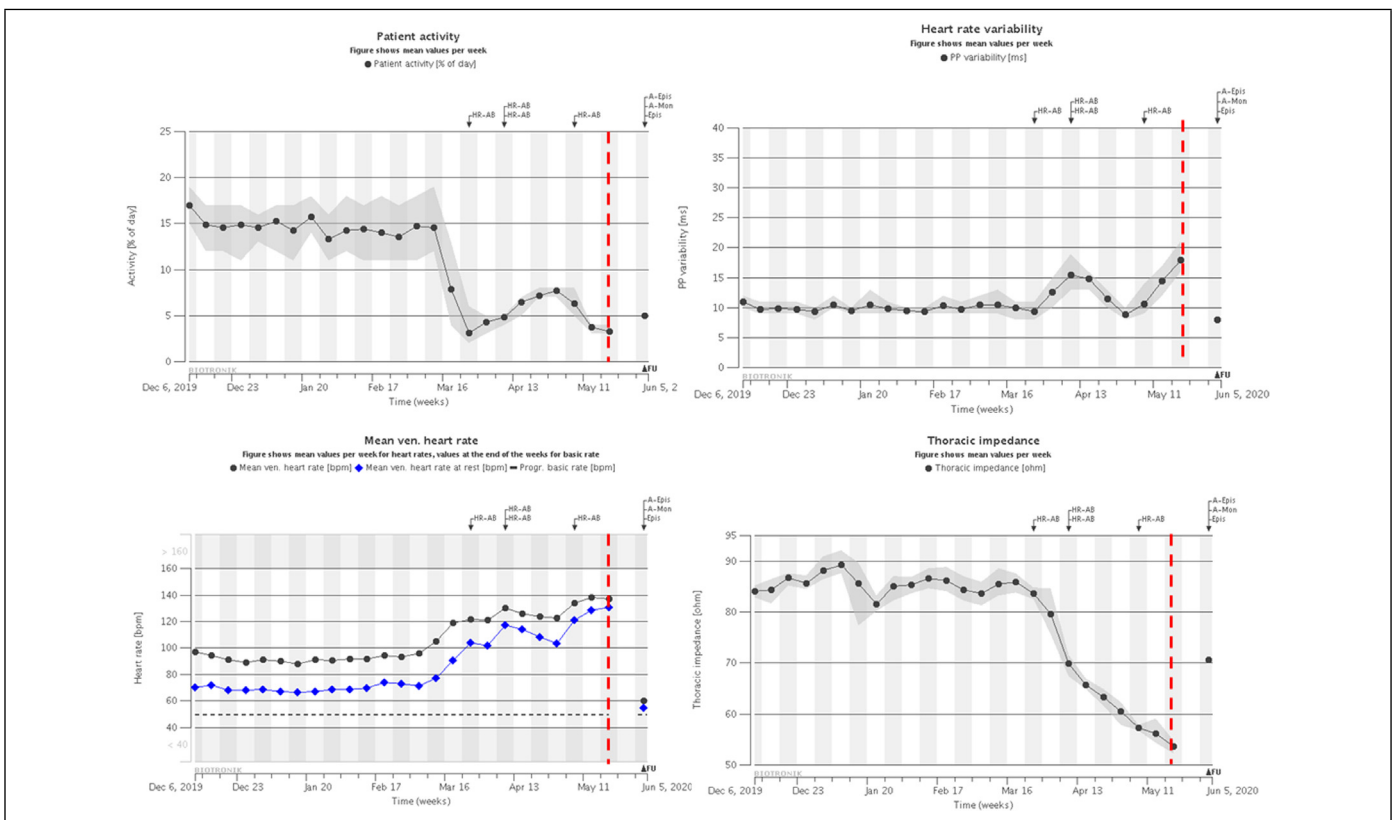 Patient activity
Figure shows mean values per week
Patient activity [% of day]
A-Epis
HR-AB
A-Mon
HR-AB
HR-AB
HR-AB
Epis
25
20
15
10
5
0
Activity [% of day]
BIOTRONIK
FU
Dec 6, 2019
Dec 23
Jan 20
Feb 17
Mar 16
Apr 13
May 11
Jun 5, 2
Time (weeks)
Heart rate variability
Figure shows mean values per week
PP variability [ms]
A-Epis
HR-AB
A-Mon
HR-AB
HR-AB
HR-AB
Epis
40
35
30
25
20
15
10
5
0
PP variability [ms]
BIOTRONIK
FU
Dec 6, 2019
Dec 23
Jan 20
Feb 17
Mar 16
Apr 13
May 11
Jun 5, 2020
Time (weeks)
Mean ven. heart rate
Figure shows mean values per week for heart rates, values at the end of the weeks for basic rate
Mean ven. heart rate [bpm] Mean ven. heart rate at rest [bpm] Progr. basic rate [bpm]
A-Epis
HR-AB
A-Mon
HR-AB
HR-AB
HR-AB
Epis
> 160
160
140
120
100
80
60
40
< 40
Heart rate [bpm]
BIOTRONIK
FU
Dec 6, 2019
Dec 23
Jan 20
Feb 17
Mar 16
Apr 13
May 11
Jun 5, 2020
Time (weeks)
Thoracic impedance
Figure shows mean values per week
Thoracic impedance [ohm]
A-Epis
HR-AB
A-Mon
HR-AB
HR-AB
HR-AB
Epis
95
90
80
70
60
50
Thoracic impedance [ohm]
BIOTRONIK
FU
Dec 6, 2019
Dec 23
Jan 20
Feb 17
Mar 16
Apr 13
May 11
Jun 5, 2020
Time (weeks)